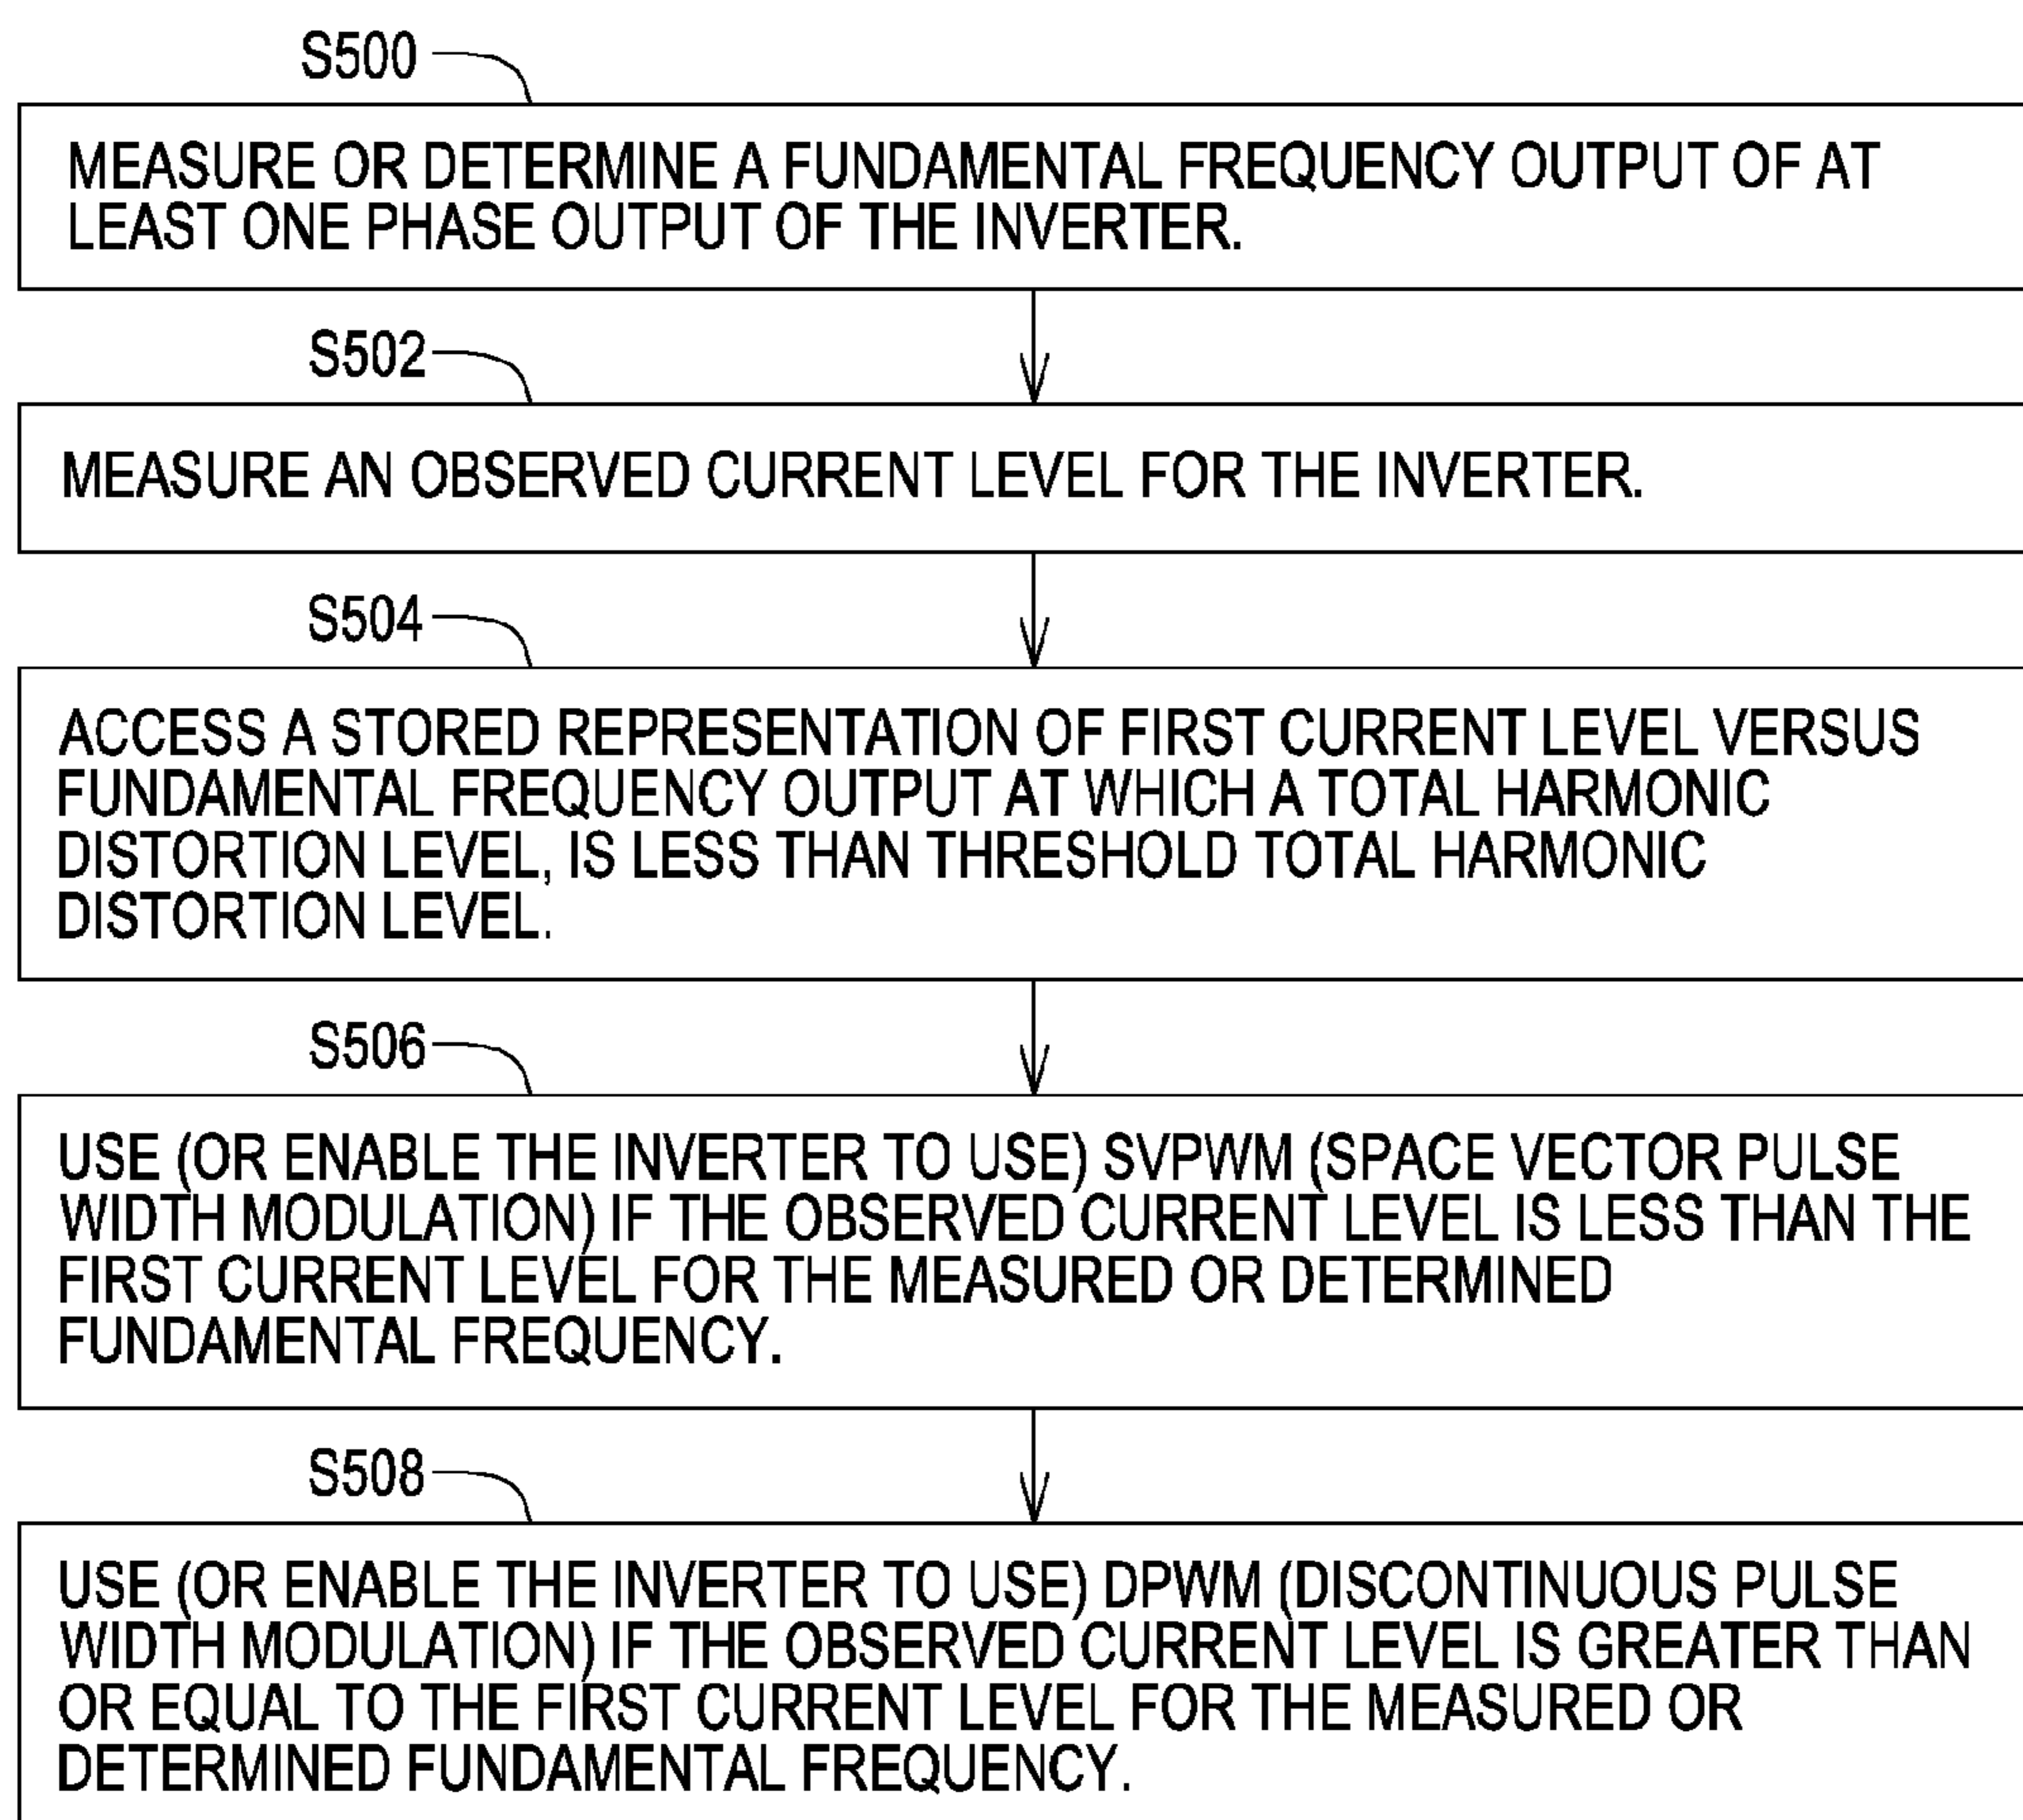 S500
MEASURE OR DETERMINE A FUNDAMENTAL FREQUENCY OUTPUT OF AT
LEAST ONE PHASE OUTPUT OF THE INVERTER.
S502
MEASURE AN OBSERVED CURRENT LEVEL FOR THE INVERTER.
S504
ACCESS A STORED REPRESENTATION OF FIRST CURRENT LEVEL VERSUS
FUNDAMENTAL FREQUENCY OUTPUT AT WHICH A TOTAL HARMONIC
DISTORTION LEVEL, IS LESS THAN THRESHOLD TOTAL HARMONIC
DISTORTION LEVEL.
S506
USE (OR ENABLE THE INVERTER TO USE) SVPWM (SPACE VECTOR PULSE
WIDTH MODULATION) IF THE OBSERVED CURRENT LEVEL IS LESS THAN THE
FIRST CURRENT LEVEL FOR THE MEASURED OR DETERMINED
FUNDAMENTAL FREQUENCY.
S508
USE (OR ENABLE THE INVERTER TO USE) DPWM (DISCONTINUOUS PULSE
WIDTH MODULATION) IF THE OBSERVED CURRENT LEVEL IS GREATER THAN
OR EQUAL TO THE FIRST CURRENT LEVEL FOR THE MEASURED OR
DETERMINED FUNDAMENTAL FREQUENCY.